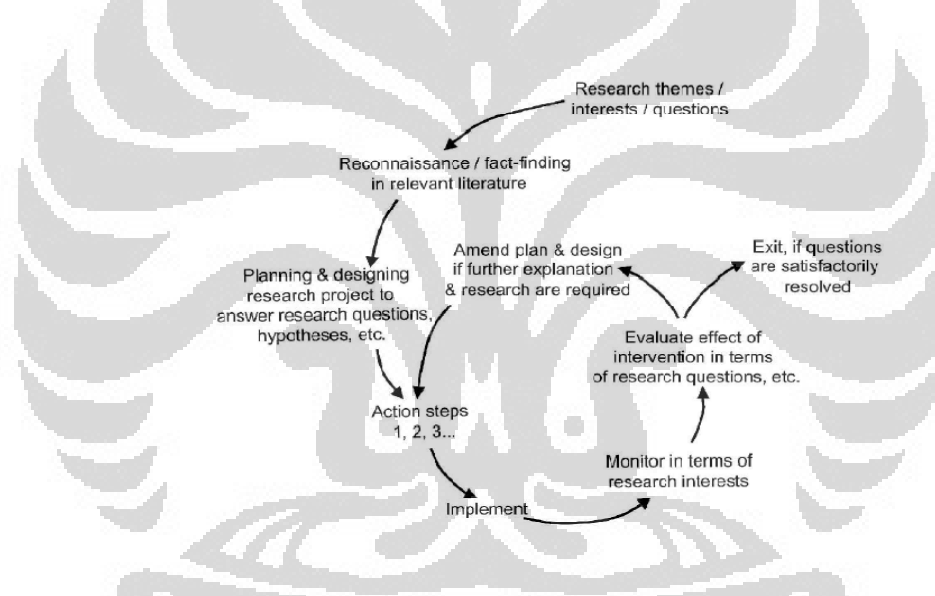 Research themes /
interests / questions
Reconnaissance / fact-finding
in relevant literature
Planning & designing
research project to
answer research questions,
hypotheses, etc.
Amend plan & design
if further explanation
& research are required
Exit, if questions
are satisfactorily
resolved
Evaluate effect of
intervention in terms
of research questions, etc.
Action steps
1, 2, 3...
Monitor in terms of
research interests
Implement